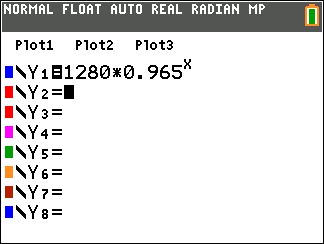 NORMAL FLOAT AUTO REAL RADIAN MP
Plot1 Plot2 Plot3
\Y₁=1280*0.965ˣ
\Y₂=
\Y₃=
\Y₄=
\Y₅=
\Y₆=
\Y₇=
\Y₈=